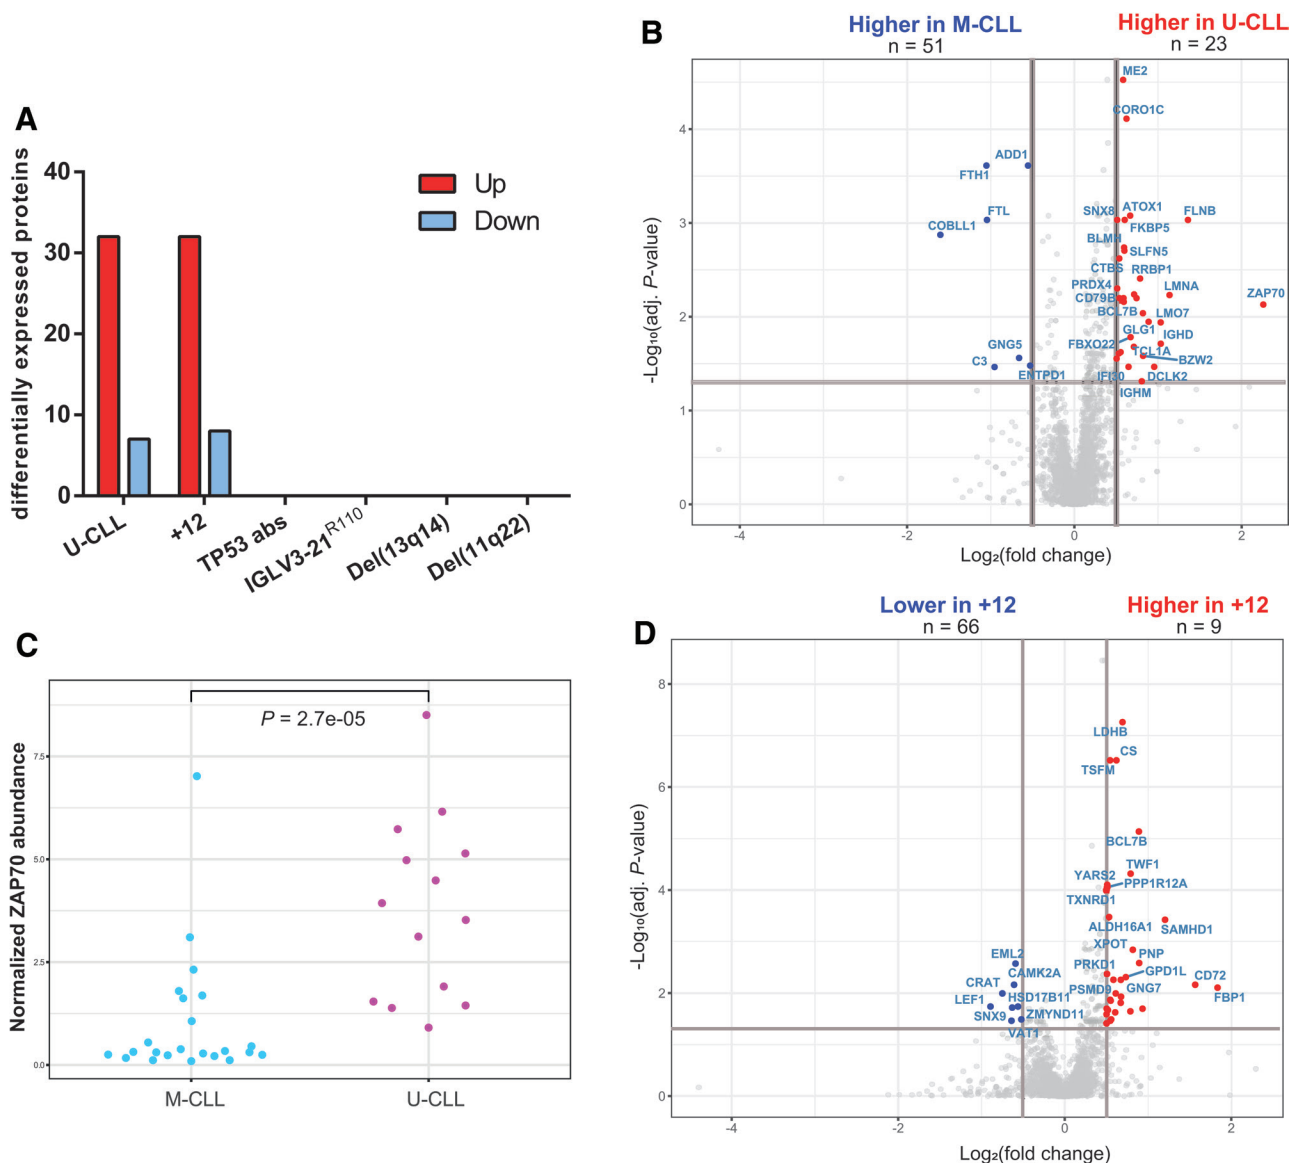 A
differentially expressed proteins
40
30
20
10
0
Up
Down
U-CLL
+12
TP53 abs
IGLV3-21R110
Del(13q14)
Del(11q22)
B
Higher in M-CLL
n = 51
Higher in U-CLL
n = 23
-Log₁₀(adj. P-value)
4
3
2
1
0
ME2
CORO1C
ADD1
FTH1
FTL
COBLL1
SNX8
ATOX1
FLNB
FKBP5
BLMH
SLFN5
CTBS
RRBP1
PRDX4
LMNA
CD79B
ZAP70
BCL7B
LMO7
GLG1
IGHD
FBXO22
TCL1A
BZW2
GNG5
C3
ENTPD1
IFI30
DCLK2
IGHM
-4
-2
0
2
Log₂(fold change)
C
Normalized ZAP70 abundance
P = 2.7e-05
7.5
5.0
2.5
0.0
M-CLL
U-CLL
D
Lower in +12
n = 66
Higher in +12
n = 9
-Log₁₀(adj. P-value)
8
6
4
2
0
LDHB
CS
TSFM
BCL7B
TWF1
YARS2
PPP1R12A
TXNRD1
ALDH16A1
SAMHD1
XPOT
PNP
EML2
PRKD1
GPD1L
CAMK2A
CD72
CRAT
PSMD9
GNG7
FBP1
LEF1
HSD17B11
SNX9
ZMYND11
VAT1
-4
-2
0
2
Log₂(fold change)